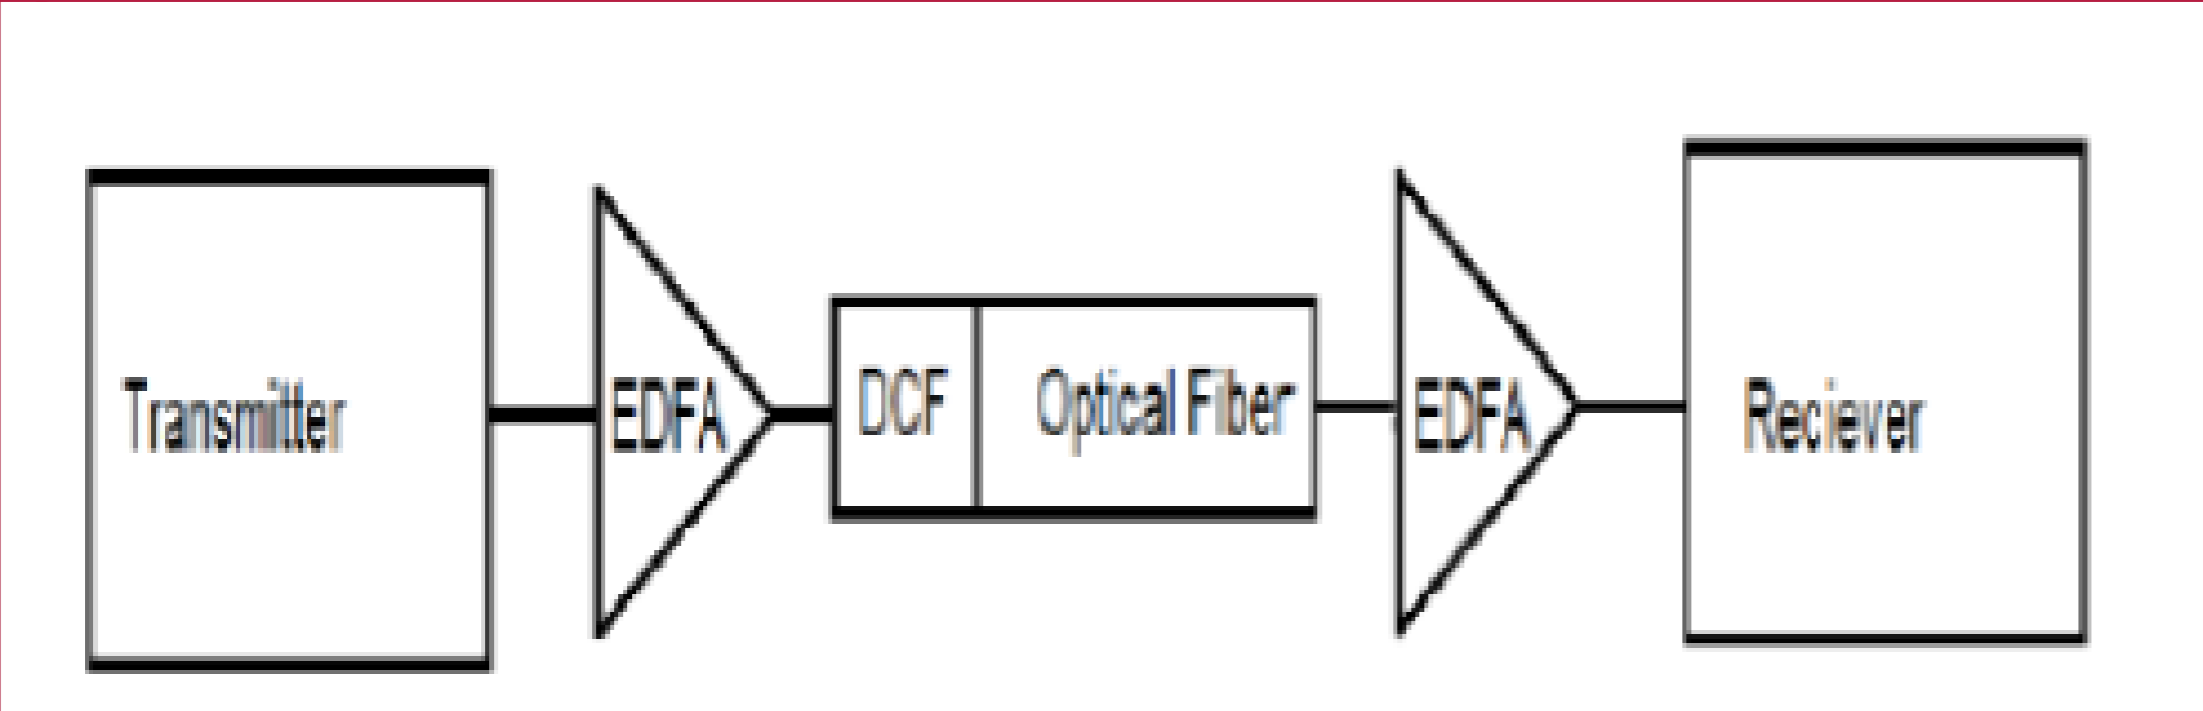 Transmitter
EDFA
DCF
Optical Fiber
EDFA
Reciever